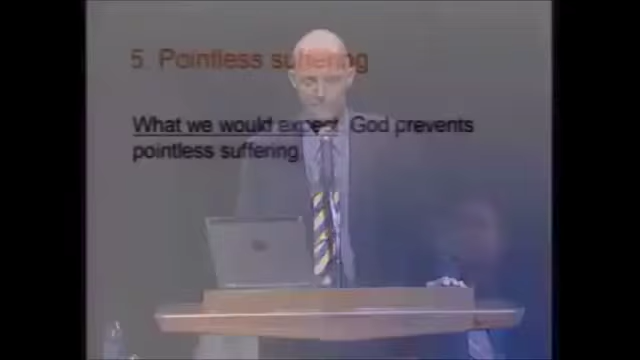 5. Pointless suffering
What we would expect: God prevents
pointless suffering